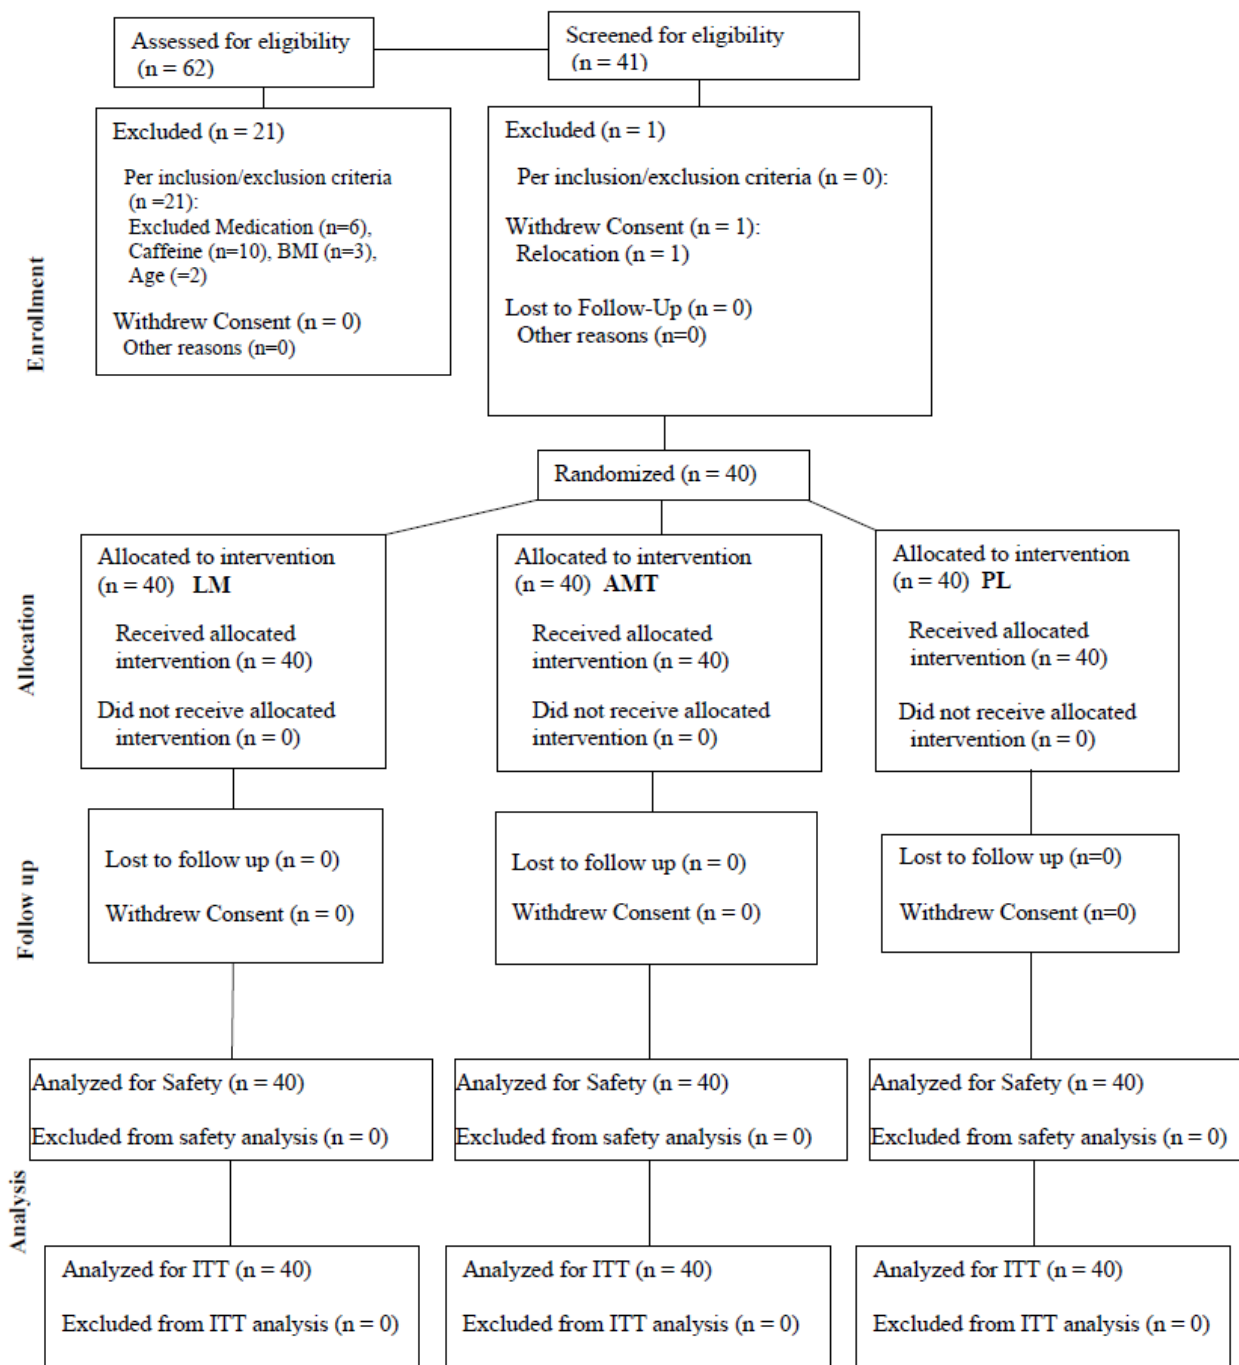 Assessed for eligibility
(n = 62)
Screened for eligibility
(n = 41)
Excluded (n = 21)
Per inclusion/exclusion criteria
(n =21):
Excluded Medication (n=6),
Caffeine (n=10), BMI (n=3),
Age (=2)
Withdrew Consent (n = 0)
Other reasons (n=0)
Excluded (n = 1)
Per inclusion/exclusion criteria (n = 0):
Withdrew Consent (n = 1):
Relocation (n = 1)
Lost to Follow-Up (n = 0)
Other reasons (n=0)
Enrollment
Randomized (n = 40)
Allocated to intervention
(n = 40) LM
Received allocated
intervention (n = 40)
Did not receive allocated
intervention (n = 0)
Allocated to intervention
(n = 40) AMT
Received allocated
intervention (n = 40)
Did not receive allocated
intervention (n = 0)
Allocated to intervention
(n = 40) PL
Received allocated
intervention (n = 40)
Did not receive allocated
intervention (n = 0)
Allocation
Lost to follow up (n = 0)
Withdrew Consent (n = 0)
Lost to follow up (n = 0)
Withdrew Consent (n = 0)
Lost to follow up (n=0)
Withdrew Consent (n=0)
Follow up
Analyzed for Safety (n = 40)
Excluded from safety analysis (n = 0)
Analyzed for Safety (n = 40)
Excluded from safety analysis (n = 0)
Analyzed for Safety (n = 40)
Excluded from safety analysis (n = 0)
Analysis
Analyzed for ITT (n = 40)
Excluded from ITT analysis (n = 0)
Analyzed for ITT (n = 40)
Excluded from ITT analysis (n = 0)
Analyzed for ITT (n = 40)
Excluded from ITT analysis (n = 0)